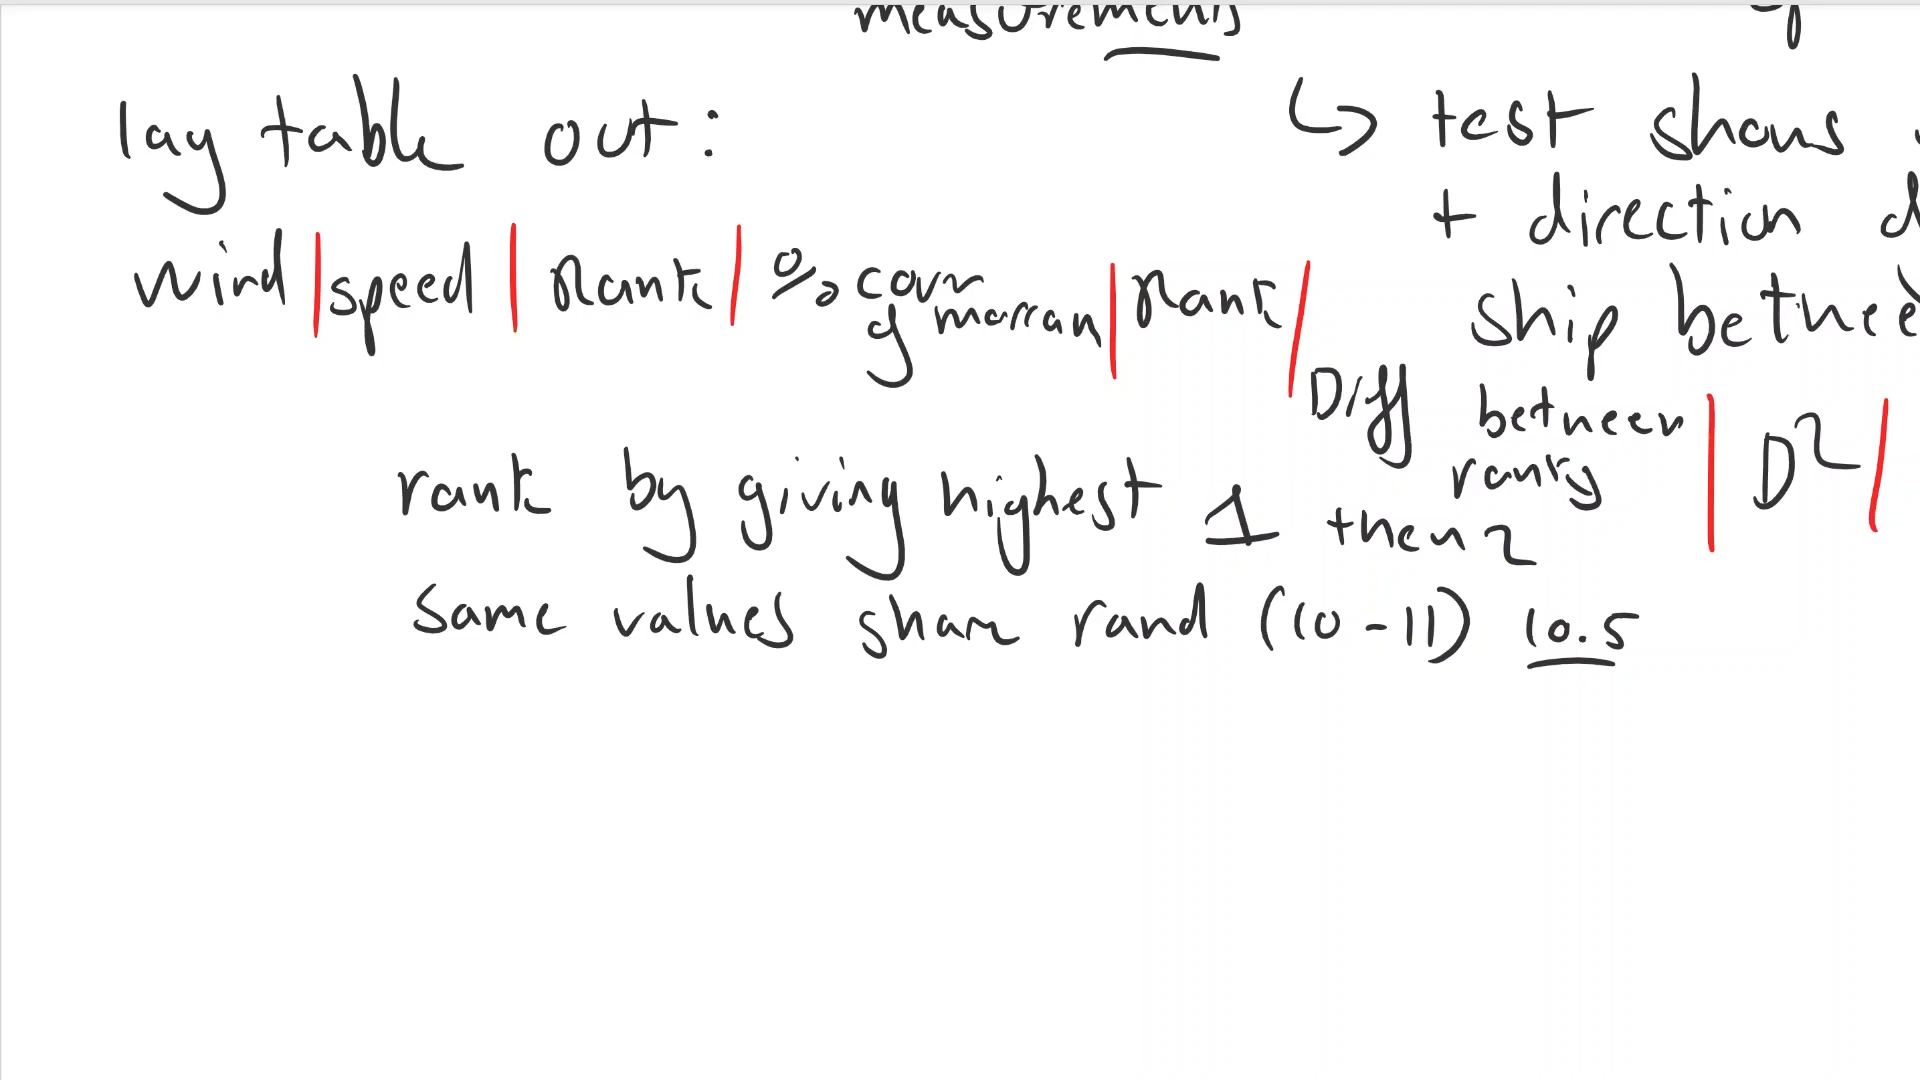 measurements
lay table out:
↳ test shows
+ direction d
ship betwee
wind | speed | Rank | % cover
of marram | Rank |
Diff between
ranks | D² |
rank by giving highest 1 then 2
same values share rand (10-11) 10.5